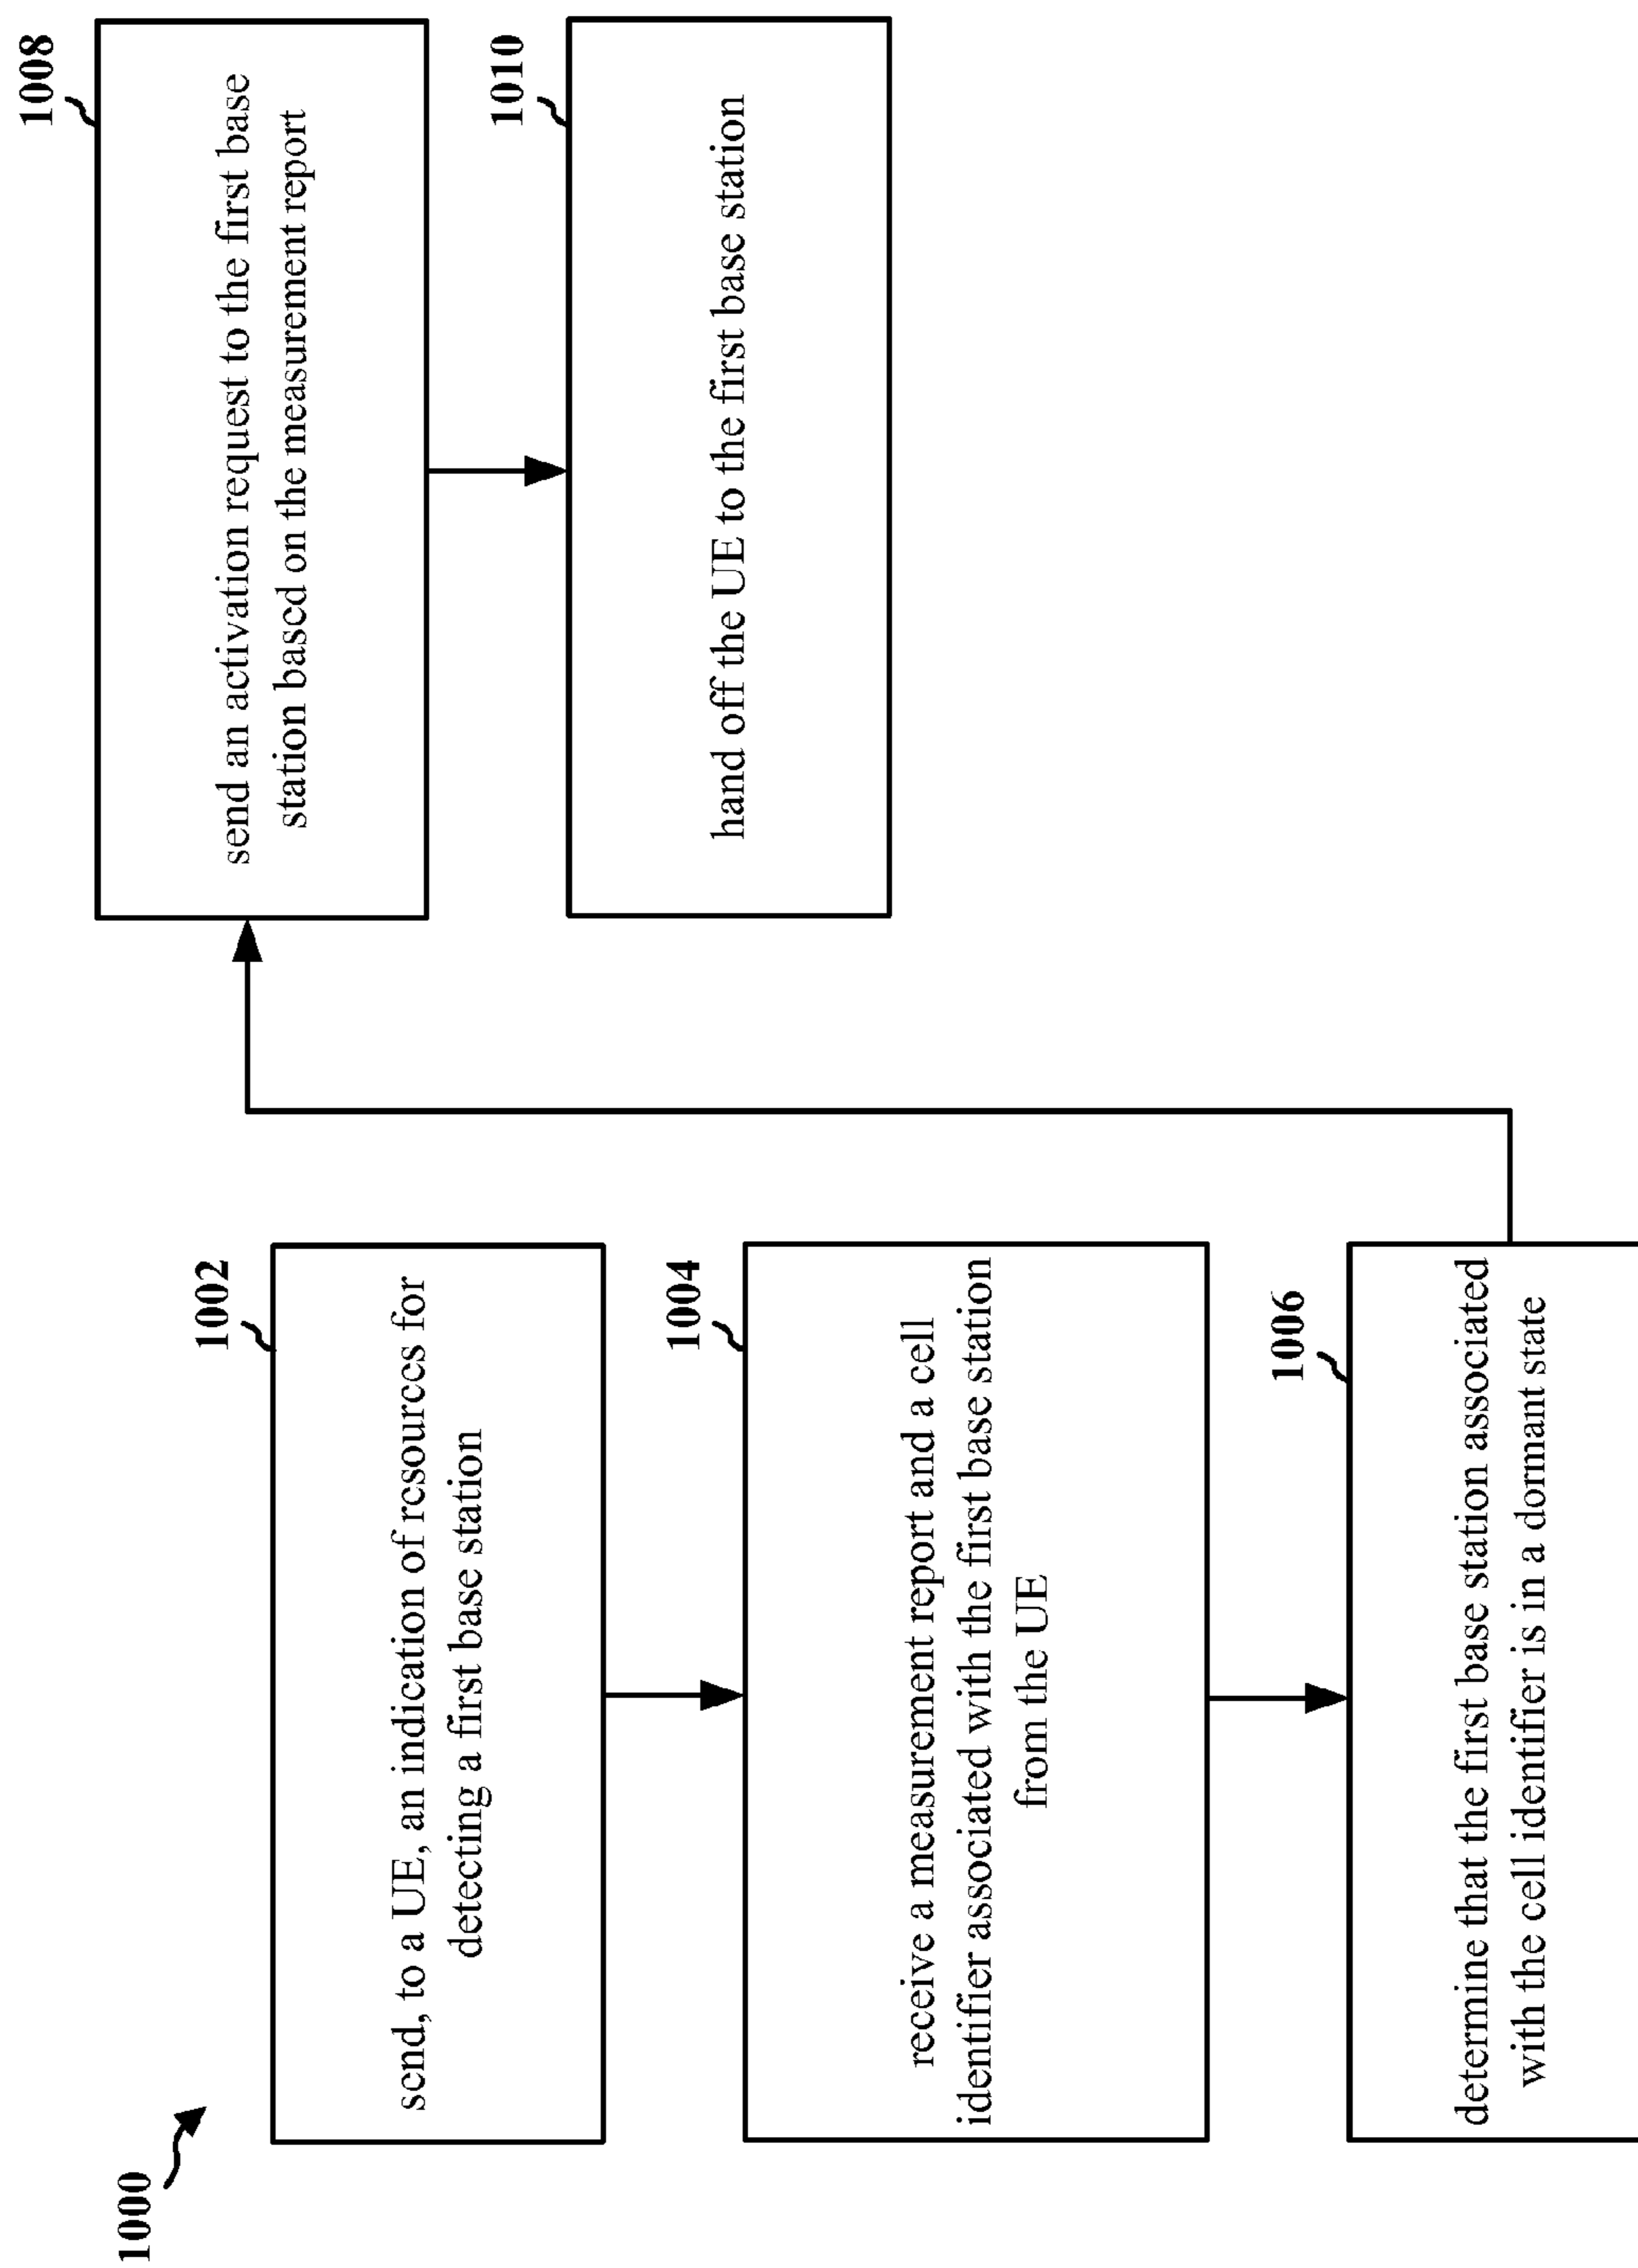 1000
1002
send, to a UE, an indication of resources for
detecting a first base station
1004
receive a measurement report and a cell
identifier associated with the first base station
from the UE
1006
determine that the first base station associated
with the cell identifier is in a dormant state
1008
send an activation request to the first base
station based on the measurement report
1010
hand off the UE to the first base station